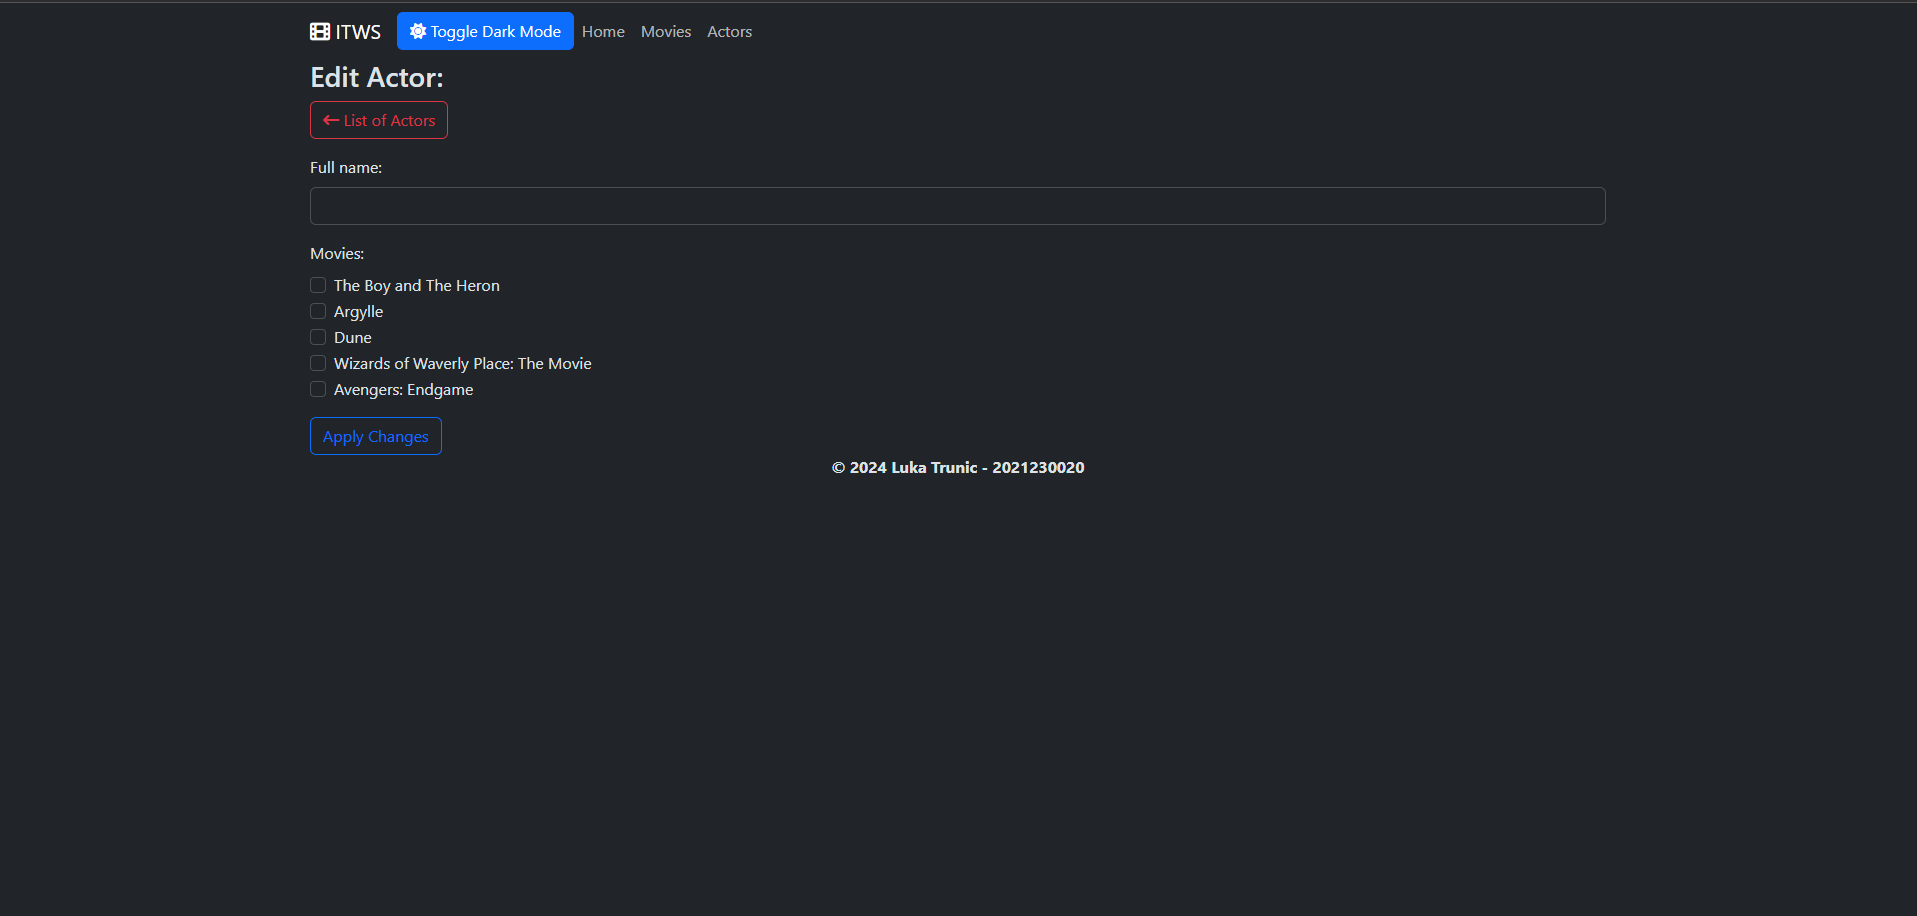 ITWS Toggle Dark Mode Home Movies Actors
Edit Actor:
← List of Actors
Full name:
Movies:
The Boy and The Heron
Argylle
Dune
Wizards of Waverly Place: The Movie
Avengers: Endgame
Apply Changes
© 2024 Luka Trunic - 2021230020